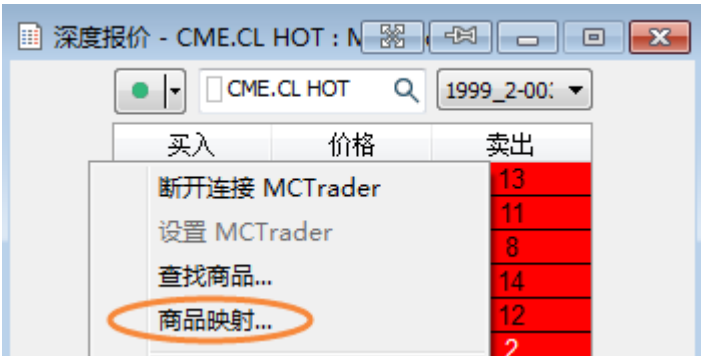 深度报价 - CME.CL HOT : M
CME.CL HOT
1999_2-00:
买入 价格 卖出
断开连接 MCTrader
设置 MCTrader
查找商品...
商品映射...
13
11
8
14
12
2